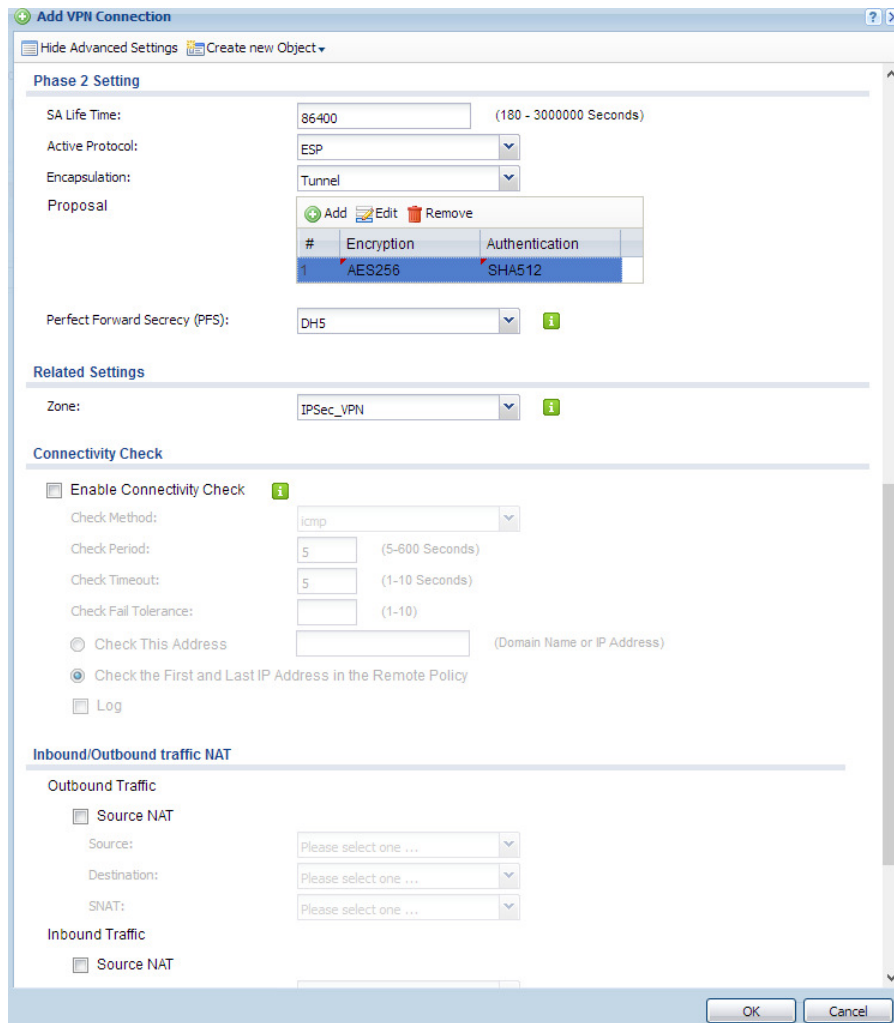 Add VPN Connection
Hide Advanced Settings Create new Object
Phase 2 Setting
SA Life Time: 86400 (180 - 3000000 Seconds)
Active Protocol: ESP
Encapsulation: Tunnel
Proposal
Add Edit Remove
# Encryption Authentication
1 AES256 SHA512
Perfect Forward Secrecy (PFS): DH5
Related Settings
Zone: IPSec_VPN
Connectivity Check
Enable Connectivity Check
Check Method: icmp
Check Period: 5 (5-600 Seconds)
Check Timeout: 5 (1-10 Seconds)
Check Fail Tolerance: (1-10)
Check This Address (Domain Name or IP Address)
Check the First and Last IP Address in the Remote Policy
Log
Inbound/Outbound traffic NAT
Outbound Traffic
Source NAT
Source: Please select one ...
Destination: Please select one ...
SNAT: Please select one ...
Inbound Traffic
Source NAT
OK Cancel